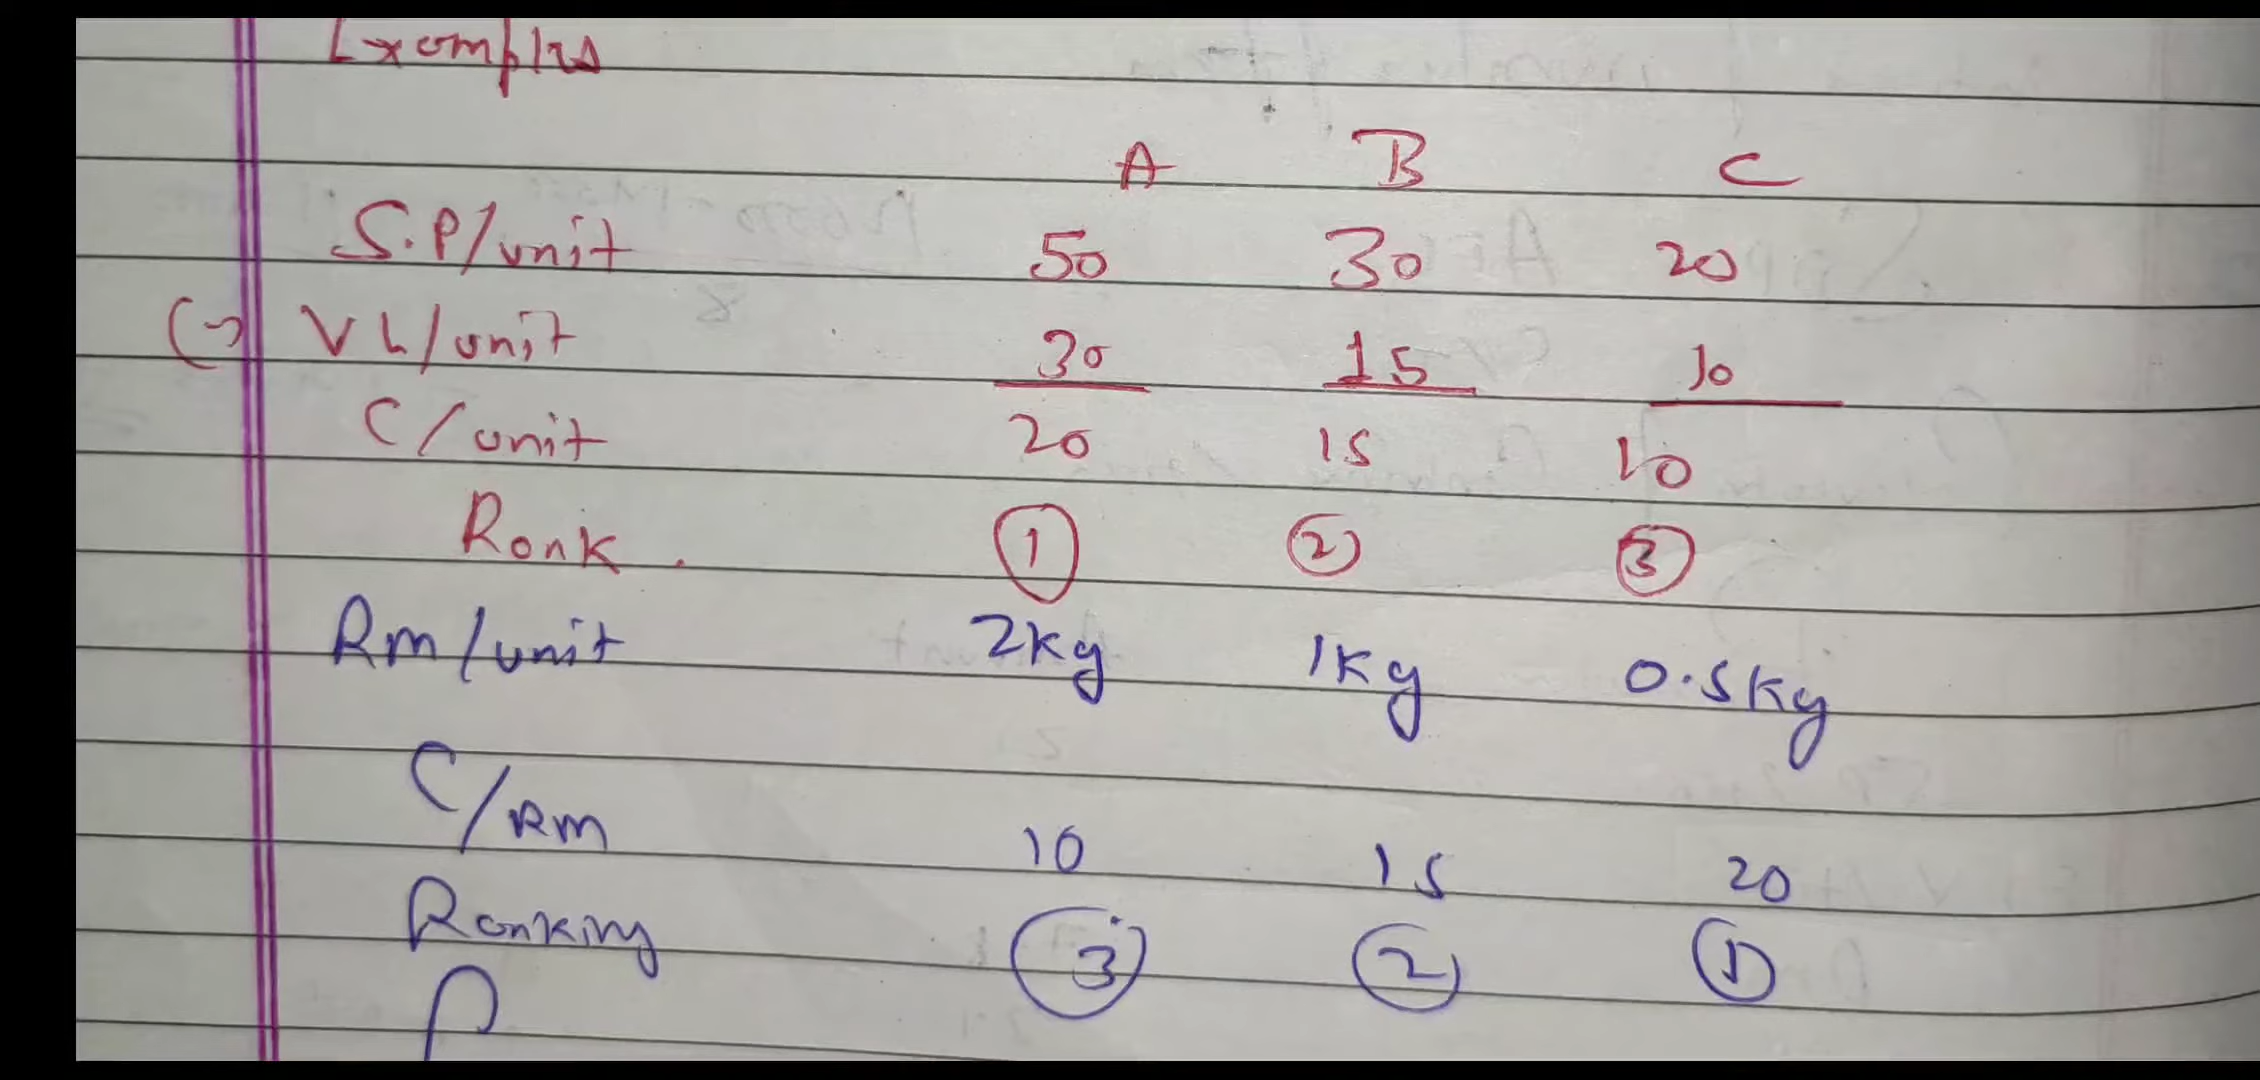 Examples
A B C
S.P/unit 50 30 20
(-) VC/unit 30 15 10
C/unit 20 15 10
Rank . 1 2 3
Rm/unit 2kg 1kg 0.5kg
C/Rm 10 15 20
Ranking 3 2 1